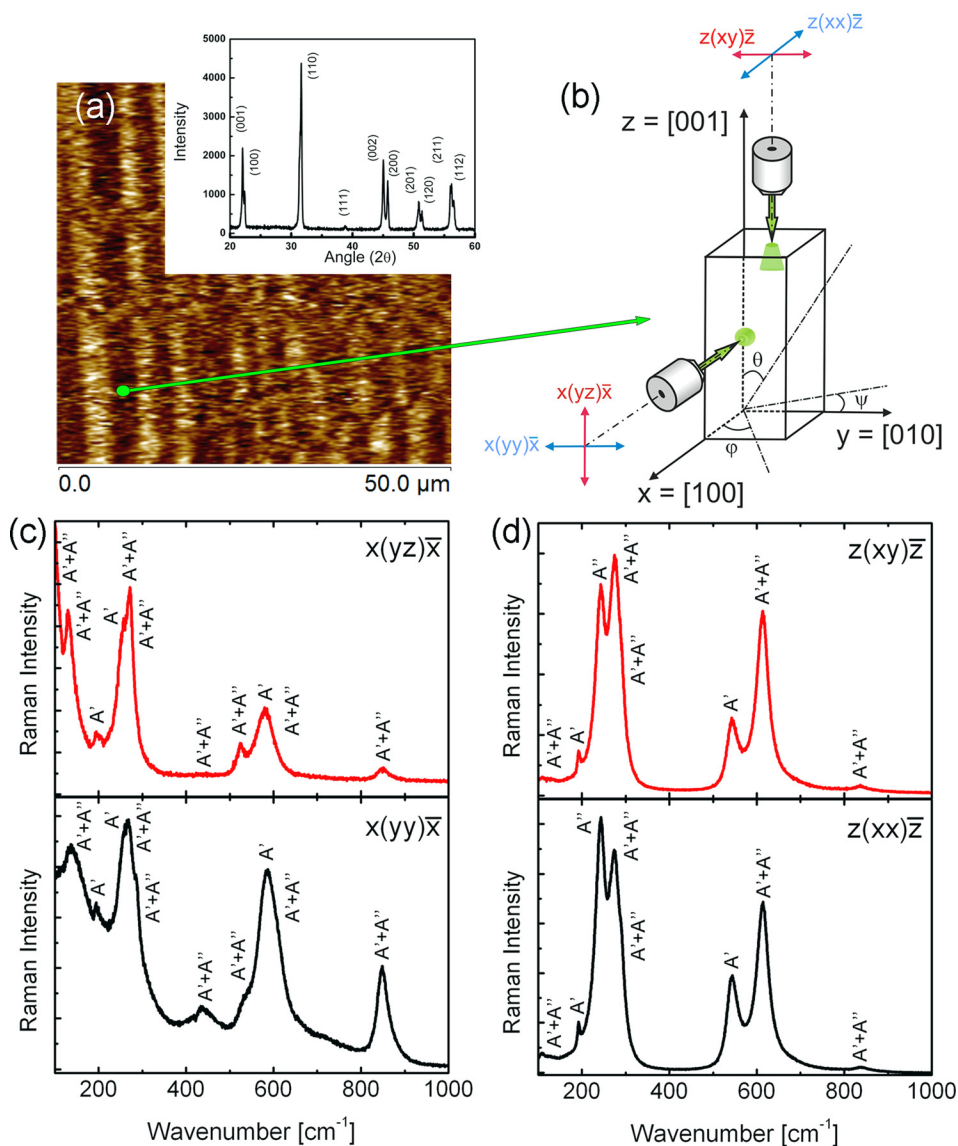 (a)
Intensity
5000
4000
3000
2000
1000
0
(001)
(100)
(110)
(111)
(002)
(200)
(201)
(120)
(211)
(112)
20
30
40
50
60
Angle (2θ)
0.0
50.0 µm
(b)
z(xx)z̅
z(xy)z̅
z = [001]
θ
ψ
φ
y = [010]
x = [100]
x(yz)x̅
x(yy)x̅
(c)
x(yz)x̅
Raman Intensity
A'+A''
A'+A''
A'
A'
A'+A''
A'+A''
A'+A''
A'+A''
A'
A'+A''
A'+A''
x(yy)x̅
Raman Intensity
A'+A''
A'
A'
A'+A''
A'+A''
A'+A''
A'+A''
A'
A'+A''
A'+A''
200
400
600
800
1000
Wavenumber [cm⁻¹]
(d)
z(xy)z̅
Raman Intensity
A'+A''
A'
A''
A'+A''
A'+A''
A'
A'+A''
A'+A''
z(xx)z̅
Raman Intensity
A'+A''
A'
A''
A'+A''
A'+A''
A'
A'+A''
A'+A''
200
400
600
800
1000
Wavenumber [cm⁻¹]